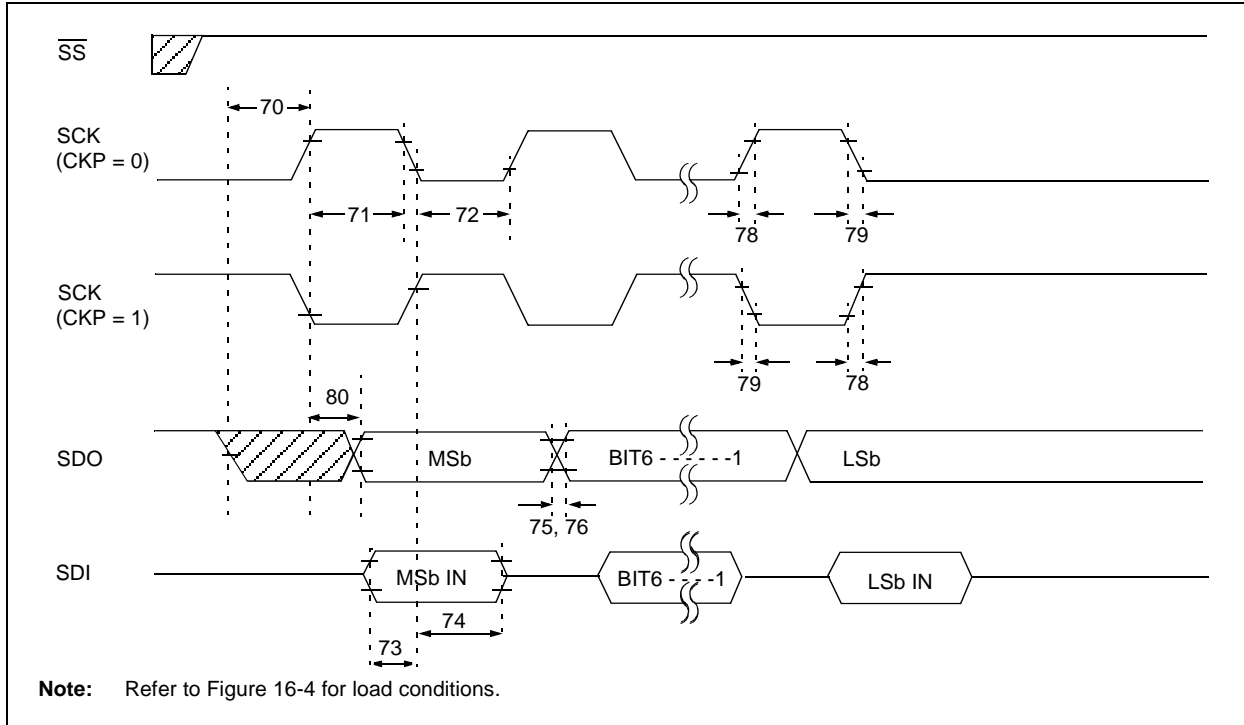 SS
70
SCK
(CKP = 0)
71
72
78
79
SCK
(CKP = 1)
79
78
80
SDO
MSb
BIT6 - - - - - -1
LSb
75, 76
SDI
MSb IN
BIT6 - - - -1
LSb IN
74
73
Note: Refer to Figure 16-4 for load conditions.